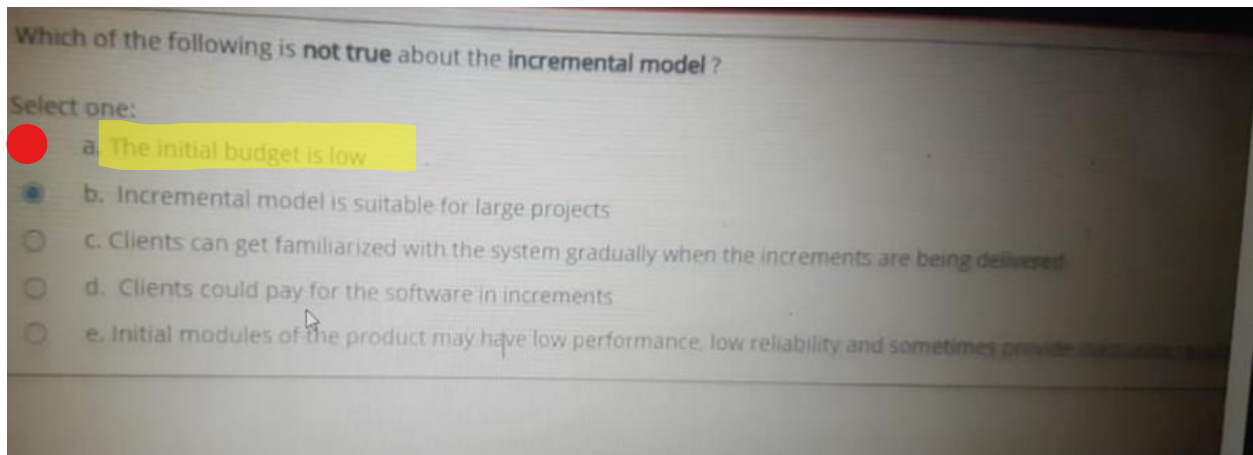 Which of the following is not true about the incremental model ?
Select one:
a. The initial budget is low
b. Incremental model is suitable for large projects
c. Clients can get familiarized with the system gradually when the increments are being delivered
d. Clients could pay for the software in increments
e. Initial modules of the product may have low performance, low reliability and sometimes provide